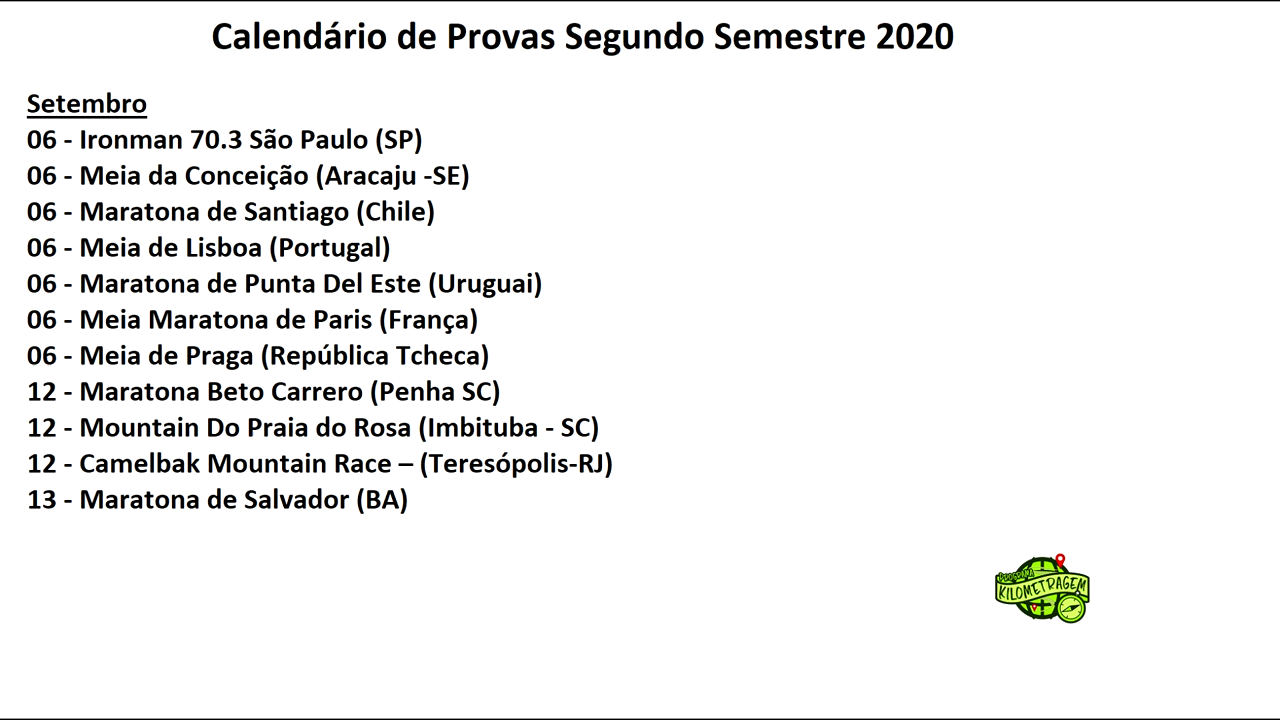 Calendário de Provas Segundo Semestre 2020
Setembro
06 - Ironman 70.3 São Paulo (SP)
06 - Meia da Conceição (Aracaju -SE)
06 - Maratona de Santiago (Chile)
06 - Meia de Lisboa (Portugal)
06 - Maratona de Punta Del Este (Uruguai)
06 - Meia Maratona de Paris (França)
06 - Meia de Praga (República Tcheca)
12 - Maratona Beto Carrero (Penha SC)
12 - Mountain Do Praia do Rosa (Imbituba - SC)
12 - Camelbak Mountain Race – (Teresópolis-RJ)
13 - Maratona de Salvador (BA)
PROGRAMA
KILOMETRAGEM